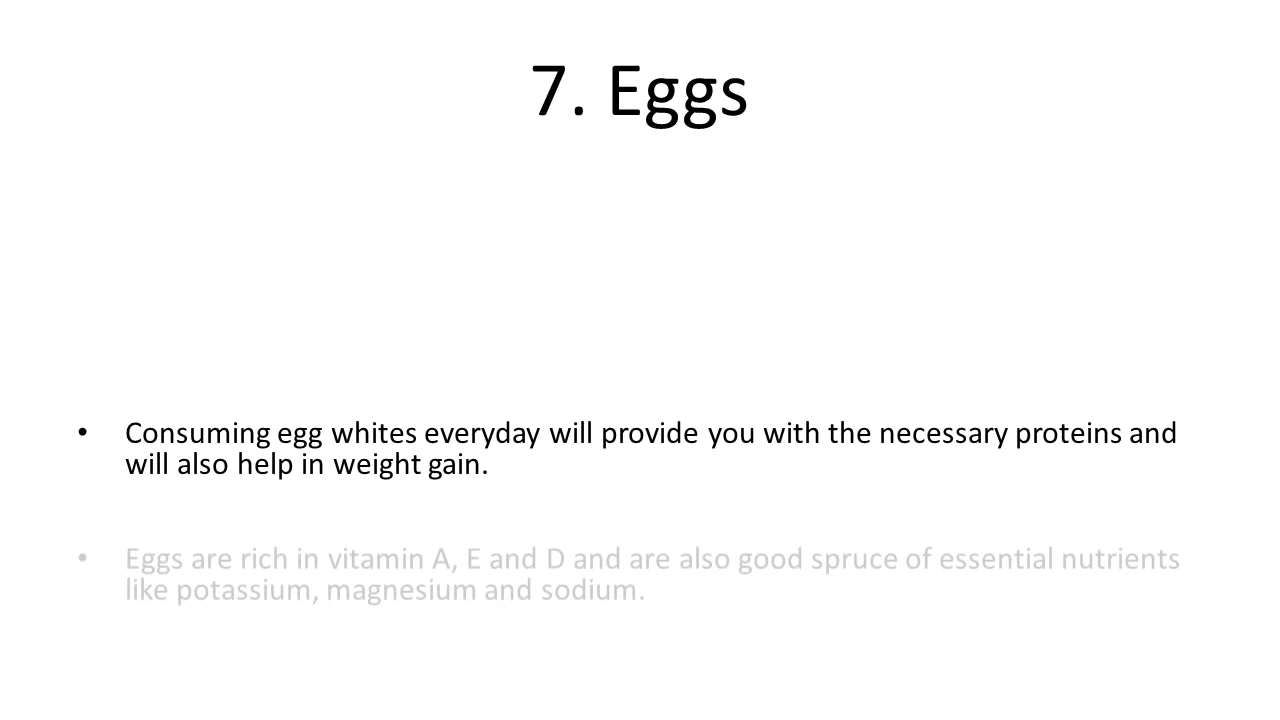 7. Eggs
• Consuming egg whites everyday will provide you with the necessary proteins and
will also help in weight gain.
• Eggs are rich in vitamin A, E and D and are also good spruce of essential nutrients
like potassium, magnesium and sodium.